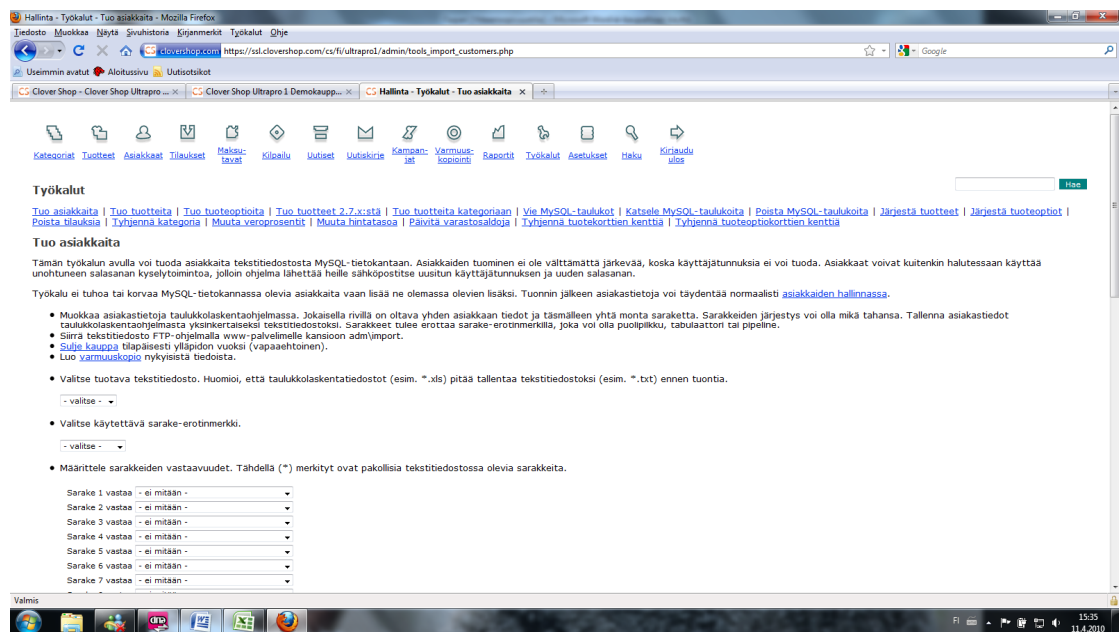 Hallinta - Työkalut - Tuo asiakkaita - Mozilla Firefox
Tiedosto Muokkaa Näytä Sivuhistoria Kirjanmerkit Työkalut Ohje
clovershop.com https://ssl.clovershop.com/cs/fi/ultrapro1/admin/tools_import_customers.php
Google
Useimmin avatut Aloitussivu Uutisotsikot
Clover Shop - Clover Shop Ultrapro ... Clover Shop Ultrapro 1 Demokaupp... Hallinta - Työkalut - Tuo asiakkaita
Kategoriat Tuotteet Asiakkaat Tilaukset Maksu-tavat Kilpailu Uutiset Uutiskirje Kampan-jat Varmuus-kopiointi Raportit Työkalut Asetukset Haku Kirjaudu ulos
Työkalut
Hae
Tuo asiakkaita | Tuo tuotteita | Tuo tuoteoptioita | Tuo tuotteet 2.7.x:stä | Tuo tuotteita kategoriaan | Vie MySQL-taulukot | Katsele MySQL-taulukoita | Poista MySQL-taulukoita | Järjestä tuotteet | Järjestä tuoteoptiot |
Poista tilauksia | Tyhjennä kategoria | Muuta veroprosentit | Muuta hintatasoa | Päivitä varastosaldoja | Tyhjennä tuotekorttien kenttiä | Tyhjennä tuoteoptiokorttien kenttiä
Tuo asiakkaita
Tämän työkalun avulla voi tuoda asiakkaita tekstitiedostosta MySQL-tietokantaan. Asiakkaiden tuominen ei ole välttämättä järkevää, koska käyttäjätunnuksia ei voi tuoda. Asiakkaat voivat kuitenkin halutessaan käyttää
unohtuneen salasanan kyselytoimintoa, jolloin ohjelma lähettää heille sähköpostitse uusitun käyttäjätunnuksen ja uuden salasanan.
Työkalu ei tuhoa tai korvaa MySQL-tietokannassa olevia asiakkaita vaan lisää ne olemassa olevien lisäksi. Tuonnin jälkeen asiakastietoja voi täydentää normaalisti asiakkaiden hallinnassa.
• Muokkaa asiakastietoja taulukkolaskentaohjelmassa. Jokaisella rivillä on oltava yhden asiakkaan tiedot ja täsmälleen yhtä monta saraketta. Sarakkeiden järjestys voi olla mikä tahansa. Tallenna asiakastiedot
taulukkolaskentaohjelmasta yksinkertaiseksi tekstitiedostoksi. Sarakkeet tulee erottaa sarake-erotinmerkillä, joka voi olla puolipilkku, tabulaattori tai pipeline.
• Siirrä tekstitiedosto FTP-ohjelmalla www-palvelimelle kansioon adm\import.
• Sulje kauppa tilapäisesti ylläpidon vuoksi (vapaaehtoinen).
• Luo varmuuskopio nykyisistä tiedoista.
• Valitse tuotava tekstitiedosto. Huomioi, että taulukkolaskentatiedostot (esim. *.xls) pitää tallentaa tekstitiedostoksi (esim. *.txt) ennen tuontia.
- valitse -
• Valitse käytettävä sarake-erotinmerkki.
- valitse -
• Määrittele sarakkeiden vastaavuudet. Tähdellä (*) merkityt ovat pakollisia tekstitiedostossa olevia sarakkeita.
Sarake 1 vastaa - ei mitään -
Sarake 2 vastaa - ei mitään -
Sarake 3 vastaa - ei mitään -
Sarake 4 vastaa - ei mitään -
Sarake 5 vastaa - ei mitään -
Sarake 6 vastaa - ei mitään -
Sarake 7 vastaa - ei mitään -
Valmis
FI 15:35
11.4.2010